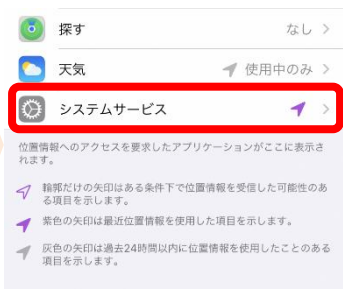 探す なし
天気 使用中のみ
システムサービス
位置情報へのアクセスを要求したアプリケーションがここに表示さ
れます。
輪郭だけの矢印はある条件下で位置情報を受信した可能性のあ
る項目を示します。
紫色の矢印は最近位置情報を使用した項目を示します。
灰色の矢印は過去24時間以内に位置情報を使用したことのある
項目を示します。